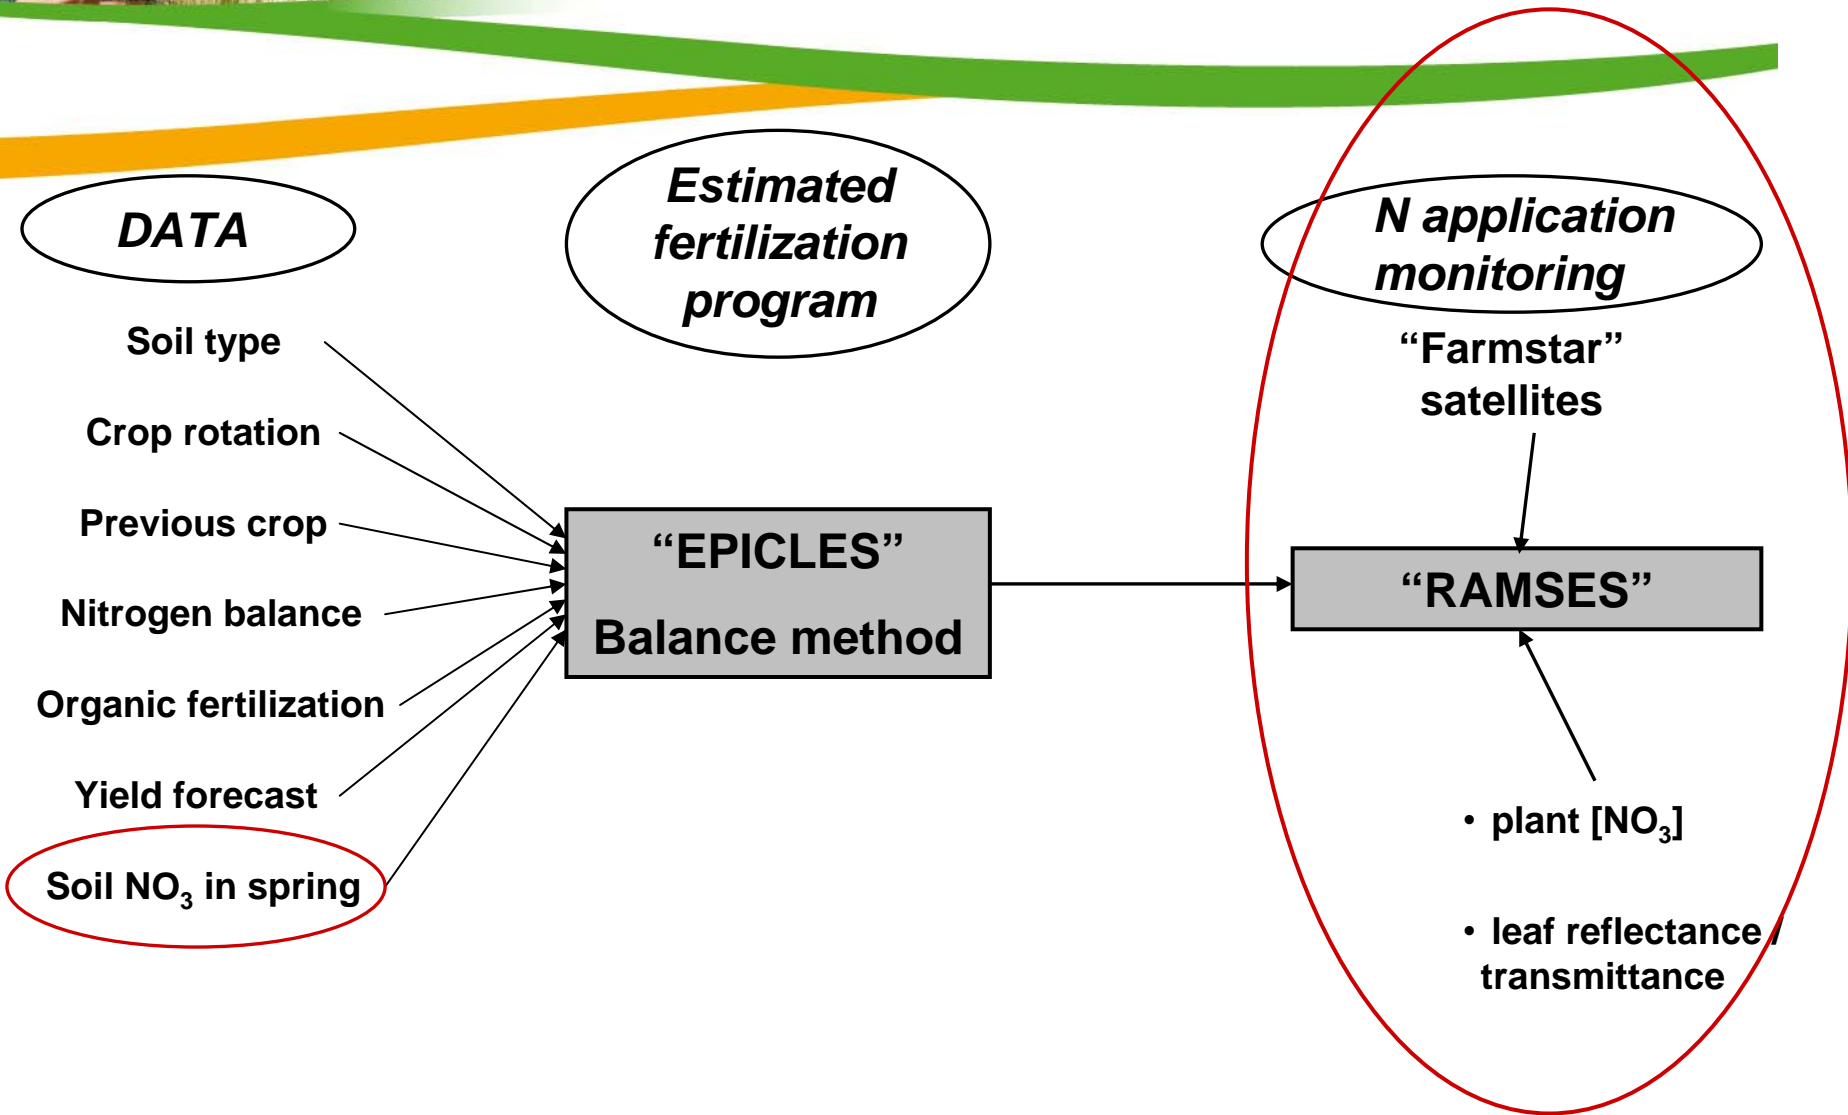 DATA
Soil type
Crop rotation
Previous crop
Nitrogen balance
Organic fertilization
Yield forecast
Soil NO₃ in spring
Estimated
fertilization
program
“EPICLES”
Balance method
N application
monitoring
“Farmstar”
satellites
“RAMSES”
• plant [NO₃]
• leaf reflectance /
transmittance